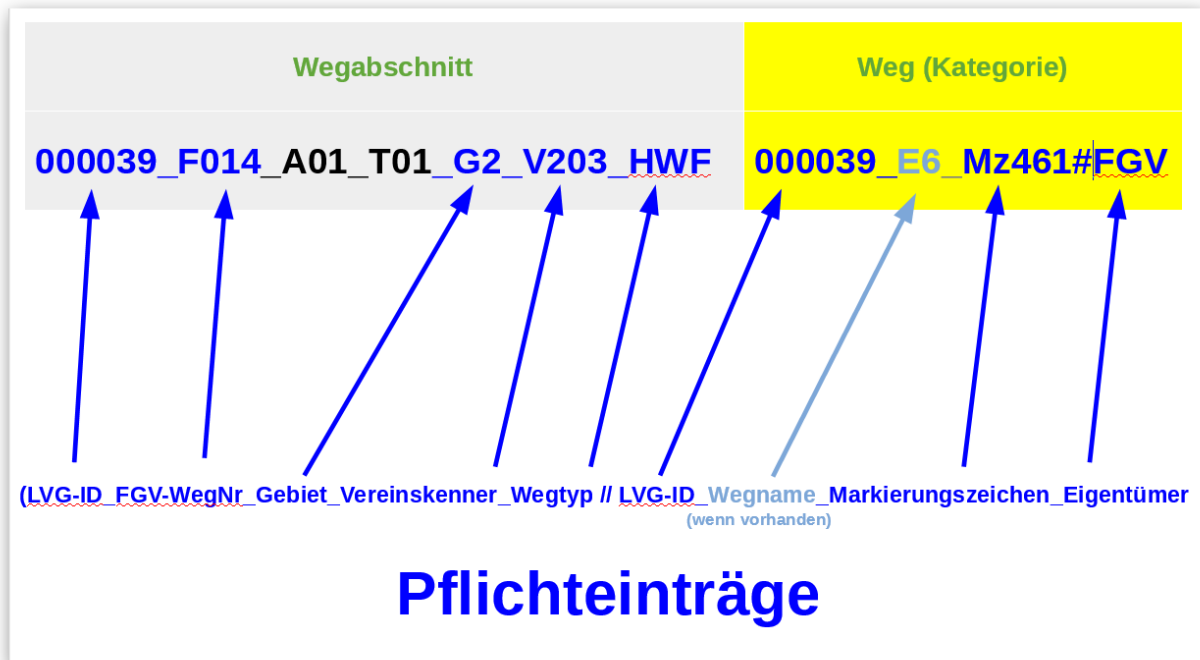 Wegabschnitt Weg (Kategorie)
000039_F014_A01_T01_G2_V203_HWF 000039_E6_Mz461#FGV
(LVG-ID_FGV-WegNr_Gebiet_Vereinskenner_Wegtyp // LVG-ID_Wegname_Markierungszeichen_Eigentümer
(wenn vorhanden)
Pflichteinträge